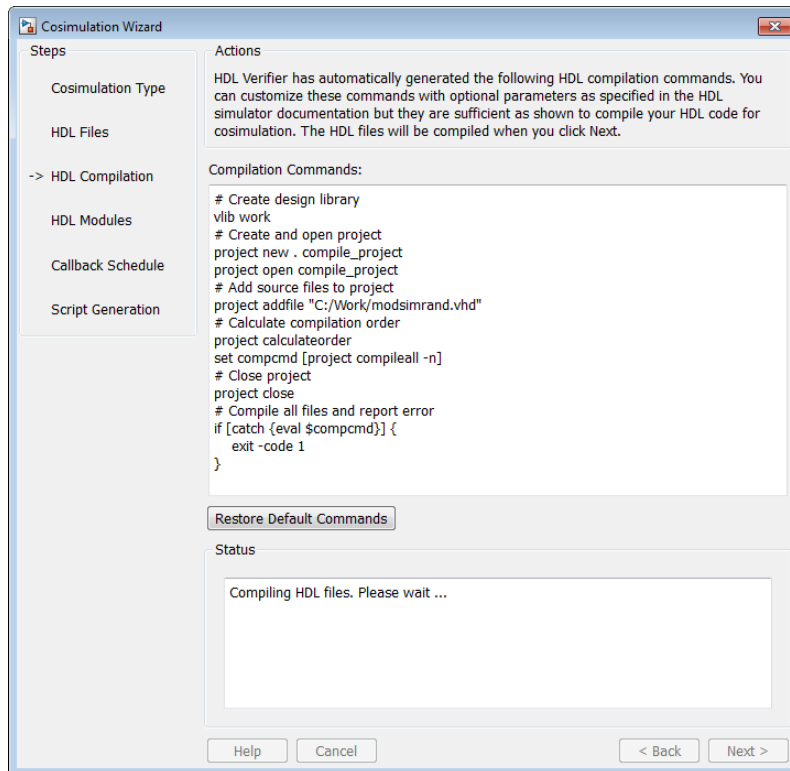 Cosimulation Wizard
Steps
Cosimulation Type
HDL Files
-> HDL Compilation
HDL Modules
Callback Schedule
Script Generation
Actions
HDL Verifier has automatically generated the following HDL compilation commands. You
can customize these commands with optional parameters as specified in the HDL
simulator documentation but they are sufficient as shown to compile your HDL code for
cosimulation. The HDL files will be compiled when you click Next.
Compilation Commands:
# Create design library
vlib work
# Create and open project
project new . compile_project
project open compile_project
# Add source files to project
project addfile "C:/Work/modsimrand.vhd"
# Calculate compilation order
project calculateorder
set compcmd [project compileall -n]
# Close project
project close
# Compile all files and report error
if [catch {eval $compcmd}] {
exit -code 1
}
Restore Default Commands
Status
Compiling HDL files. Please wait ...
Help
Cancel
< Back
Next >